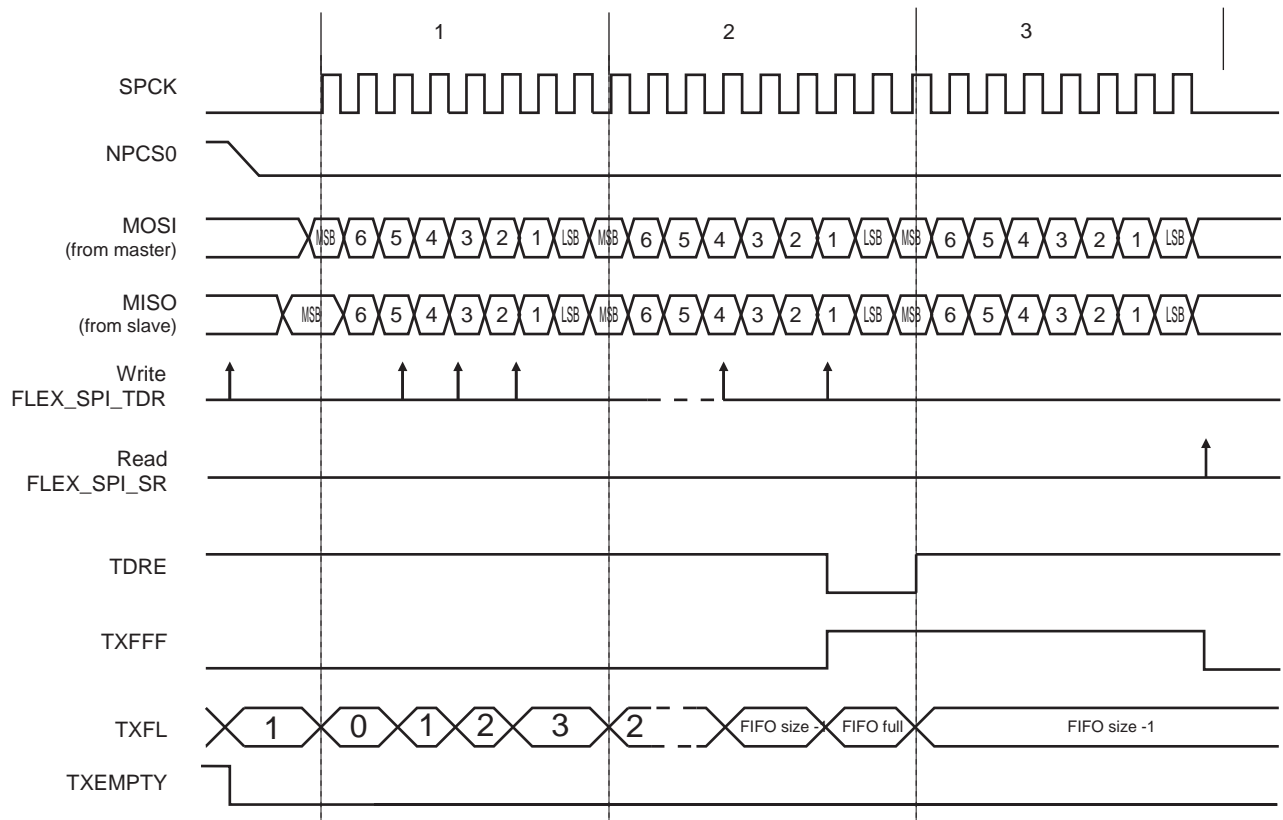 1 2 3
SPCK
NPCS0
MOSI
(from master)
MSB 6 5 4 3 2 1 LSB MSB 6 5 4 3 2 1 LSB MSB 6 5 4 3 2 1 LSB
MISO
(from slave)
MSB 6 5 4 3 2 1 LSB MSB 6 5 4 3 2 1 LSB MSB 6 5 4 3 2 1 LSB
Write
FLEX_SPI_TDR
Read
FLEX_SPI_SR
TDRE
TXFFF
TXFL 1 0 1 2 3 2 FIFO size -1 FIFO full FIFO size -1
TXEMPTY